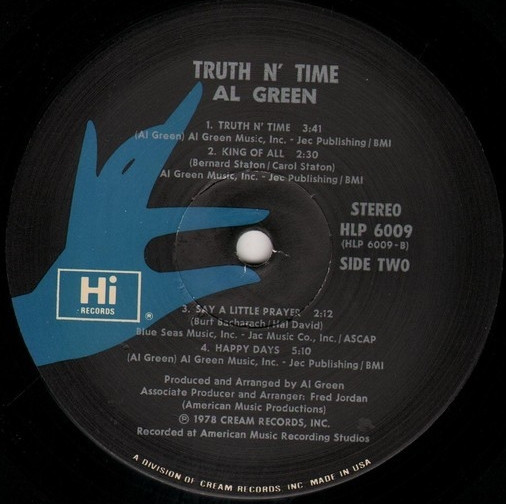 TRUTH N' TIME
AL GREEN
1. TRUTH N' TIME 3:41
(Al Green) Al Green Music, Inc. - Jec Publishing/BMI
2. KING OF ALL 2:30
(Bernard Staton/Carol Staton)
Al Green Music, Inc. - Jec Publishing/BMI
STEREO
HLP 6009
(HLP 6009-B)
SIDE TWO
Hi
RECORDS
®
3. SAY A LITTLE PRAYER 2:12
(Burt Bacharach/Hal David)
Blue Seas Music, Inc. - Jac Music Co., Inc./ASCAP
4. HAPPY DAYS 5:10
(Al Green) Al Green Music, Inc. - Jec Publishing/BMI
Produced and Arranged by Al Green
Associate Producer and Arranger: Fred Jordan
(American Music Productions)
℗ 1978 CREAM RECORDS, INC.
Recorded at American Music Recording Studios
A DIVISION OF CREAM RECORDS, INC. MADE IN USA